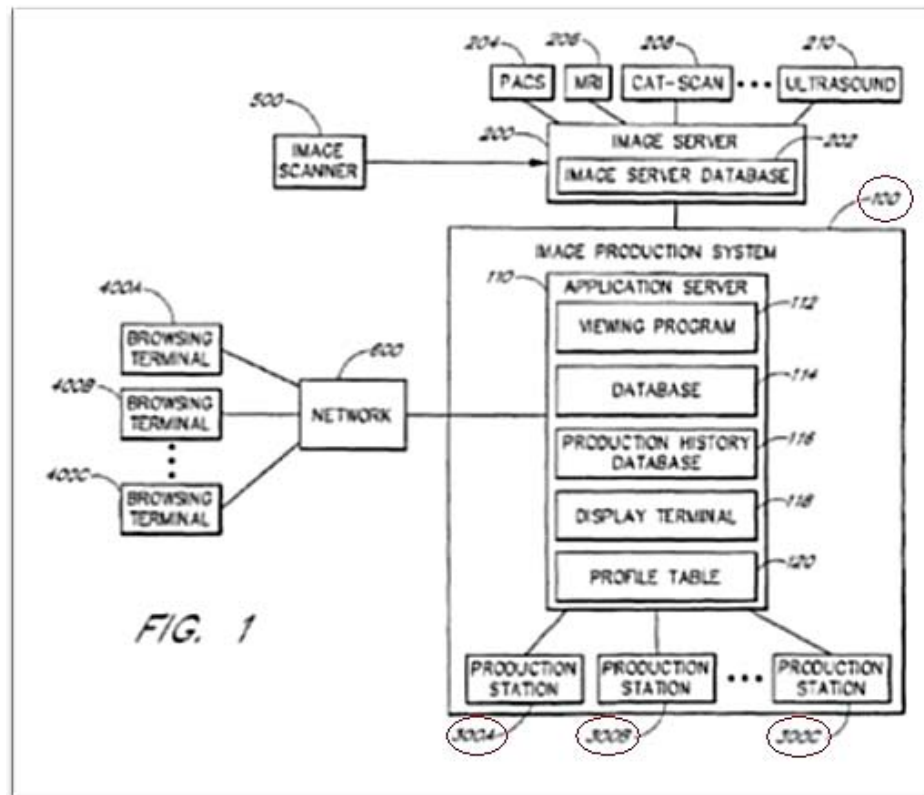 204
206
208
210
PACS
MRI
CAT-SCAN
ULTRASOUND
500
200
IMAGE SERVER
202
IMAGE
SCANNER
IMAGE SERVER DATABASE
100
IMAGE PRODUCTION SYSTEM
110
APPLICATION SERVER
112
VIEWING PROGRAM
400A
BROWSING
TERMINAL
600
114
DATABASE
400B
BROWSING
TERMINAL
NETWORK
116
PRODUCTION HISTORY
DATABASE
400C
BROWSING
TERMINAL
118
DISPLAY TERMINAL
120
PROFILE TABLE
FIG. 1
PRODUCTION
STATION
PRODUCTION
STATION
PRODUCTION
STATION
300A
300B
300C